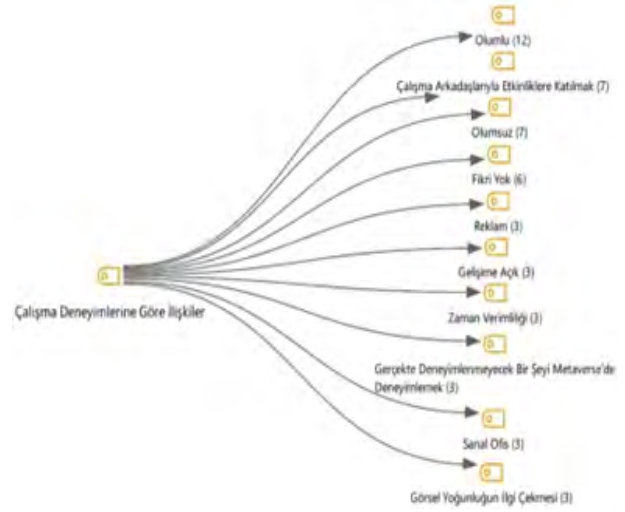 Olumlu (12)
Çalışma Arkadaşlarıyla Etkinliklere Katılmak (7)
Olumsuz (7)
Fikri Yok (6)
Reklam (3)
Gelişime Açık (3)
Çalışma Deneyimlerine Göre İlişkiler
Zaman Verimliliği (3)
Gerçekte Deneyimlenmeyecek Bir Şeyi Metaverse'de
Deneyimlemek (3)
Sanal Ofis (3)
Görsel Yoğunluğun İlgi Çekmesi (3)